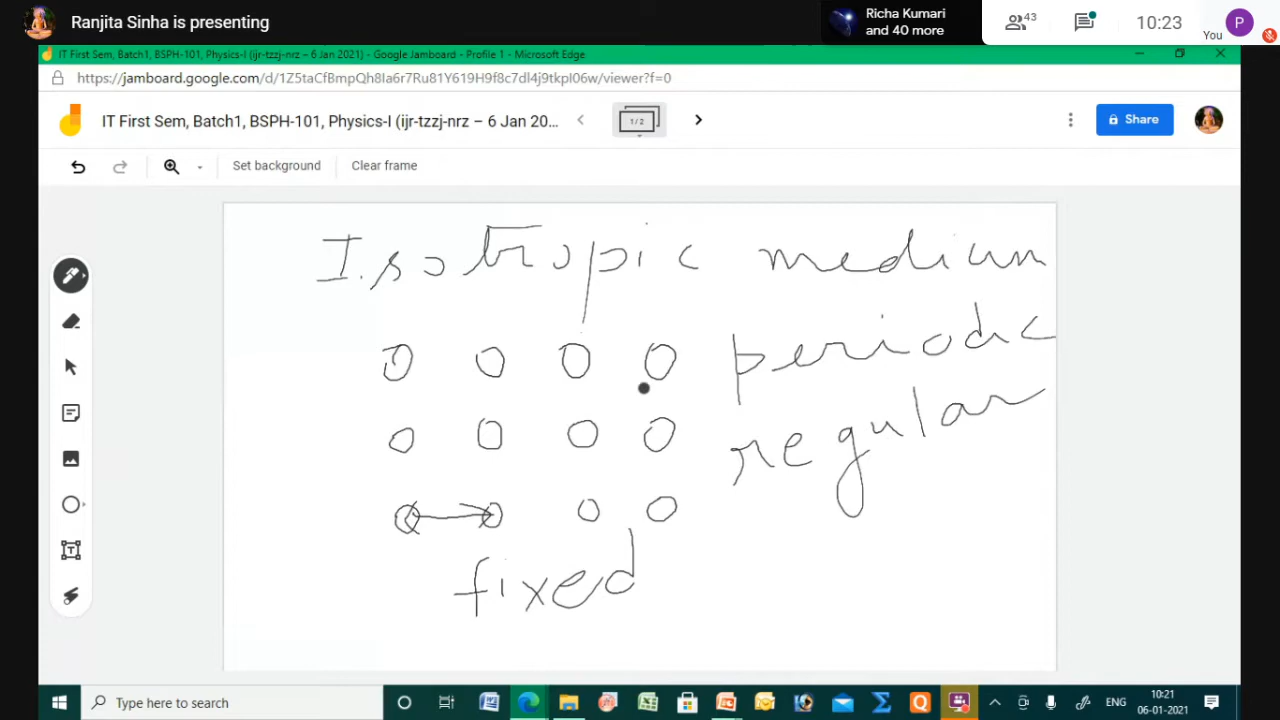 Ranjita Sinha is presenting
Richa Kumari
and 40 more
43
10:23
P
You
IT First Sem, Batch1, BSPH-101, Physics-I (ijr-tzzj-nrz – 6 Jan 2021) - Google Jamboard - Profile 1 - Microsoft Edge
https://jamboard.google.com/d/1Z5taCfBmpQh8Ia6r7Ru81Y619H9f8c7dl4j9tkpI06w/viewer?f=0
IT First Sem, Batch1, BSPH-101, Physics-I (ijr-tzzj-nrz – 6 Jan 20...
1/2
Share
Set background
Clear frame
Isotropic medium
periodic
regular
fixed
Type here to search
ENG
10:21
06-01-2021